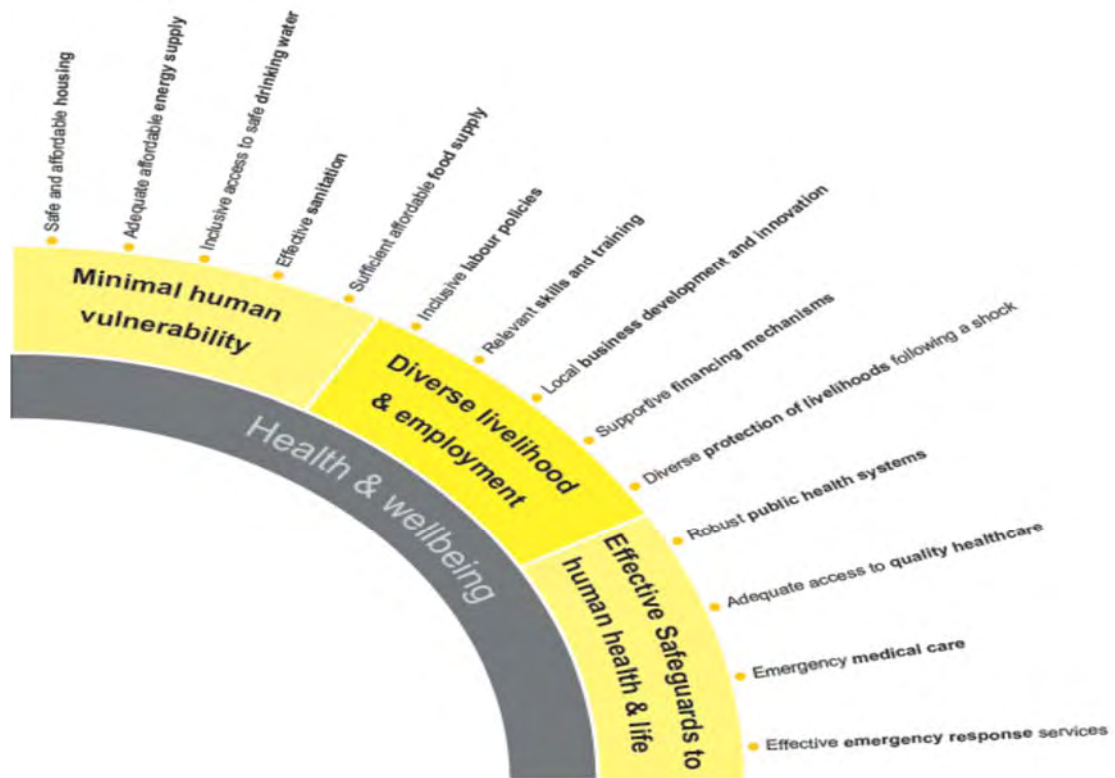 Safe and affordable housing
Adequate affordable energy supply
Inclusive access to safe drinking water
Effective sanitation
Sufficient affordable food supply
Inclusive labour policies
Relevant skills and training
Local business development and innovation
Supportive financing mechanisms
Diverse protection of livelihoods following a shock
Robust public health systems
Adequate access to quality healthcare
Emergency medical care
Effective emergency response services
Minimal human
vulnerability
Diverse livelihood
& employment
Effective Safeguards to
human health & life
Health & wellbeing